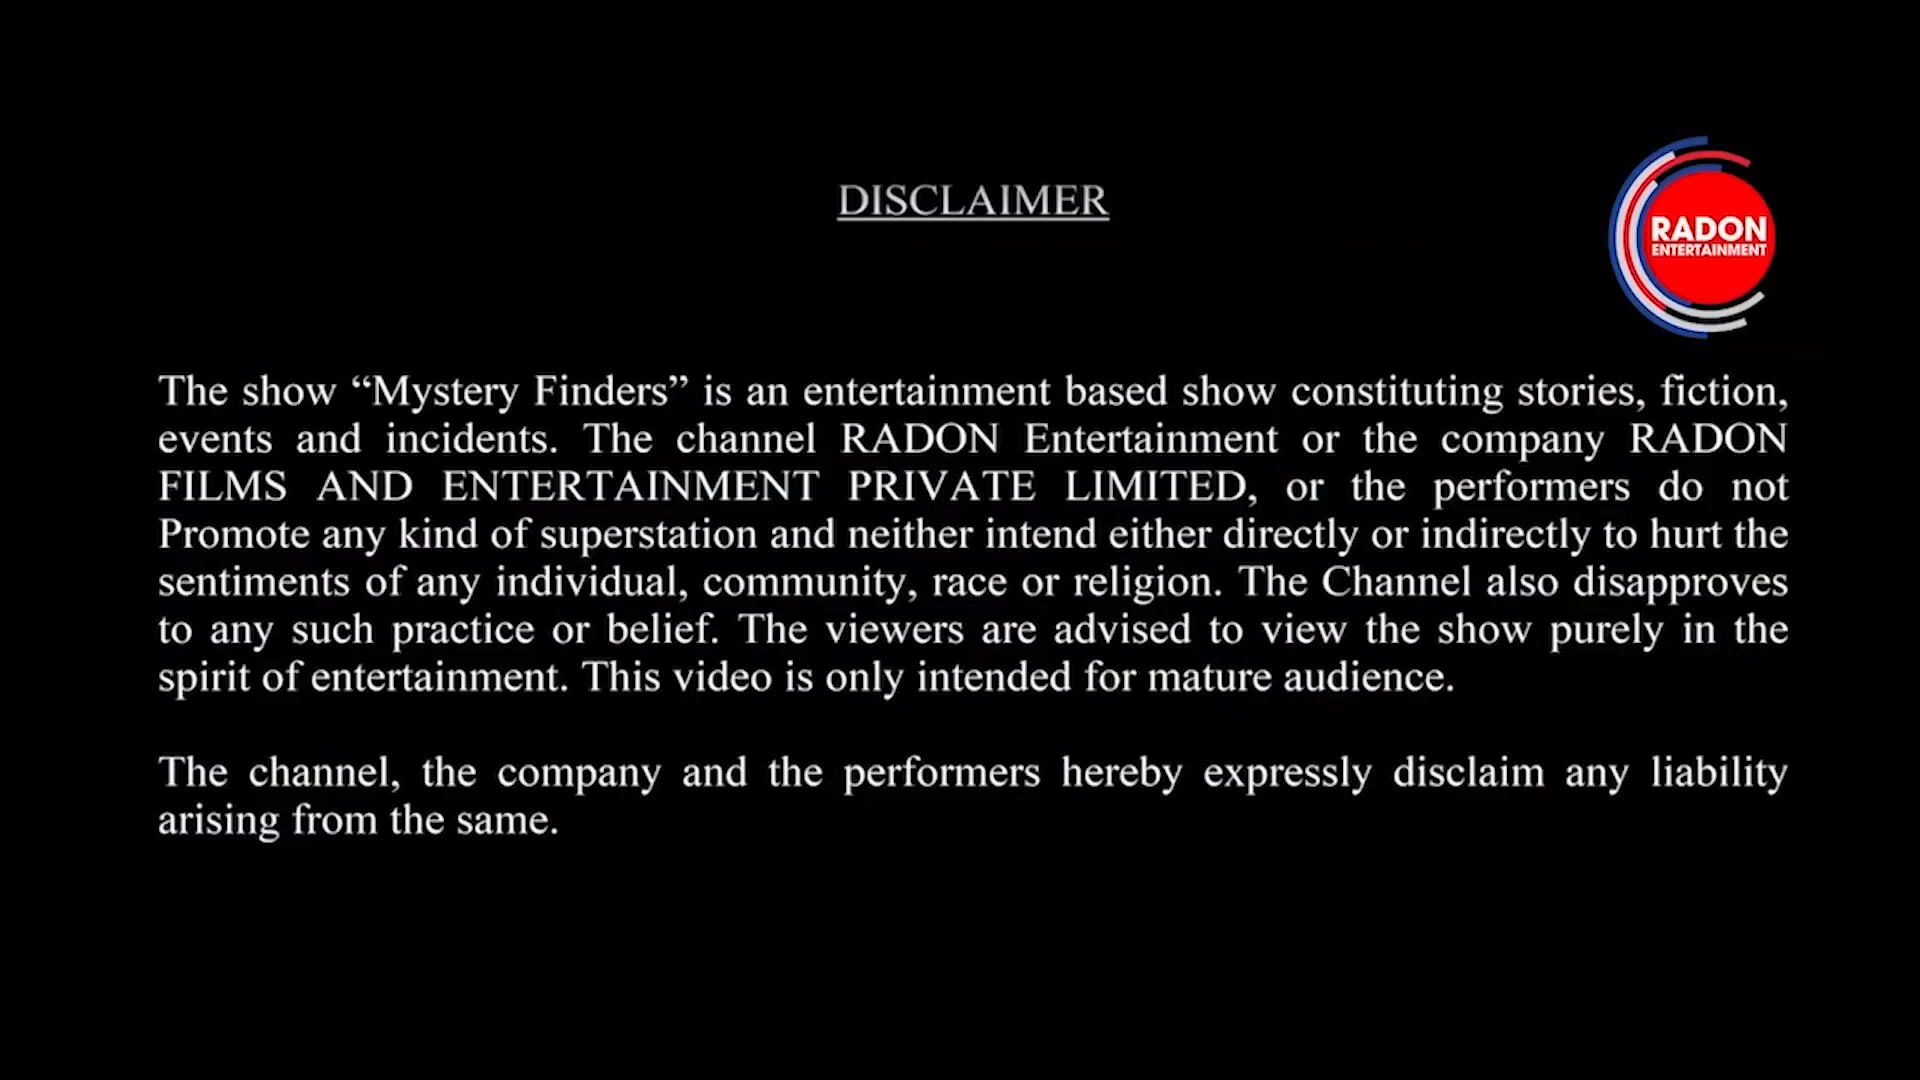 DISCLAIMER
RADON
ENTERTAINMENT
The show “Mystery Finders” is an entertainment based show constituting stories, fiction,
events and incidents. The channel RADON Entertainment or the company RADON
FILMS AND ENTERTAINMENT PRIVATE LIMITED, or the performers do not
Promote any kind of superstation and neither intend either directly or indirectly to hurt the
sentiments of any individual, community, race or religion. The Channel also disapproves
to any such practice or belief. The viewers are advised to view the show purely in the
spirit of entertainment. This video is only intended for mature audience.
The channel, the company and the performers hereby expressly disclaim any liability
arising from the same.